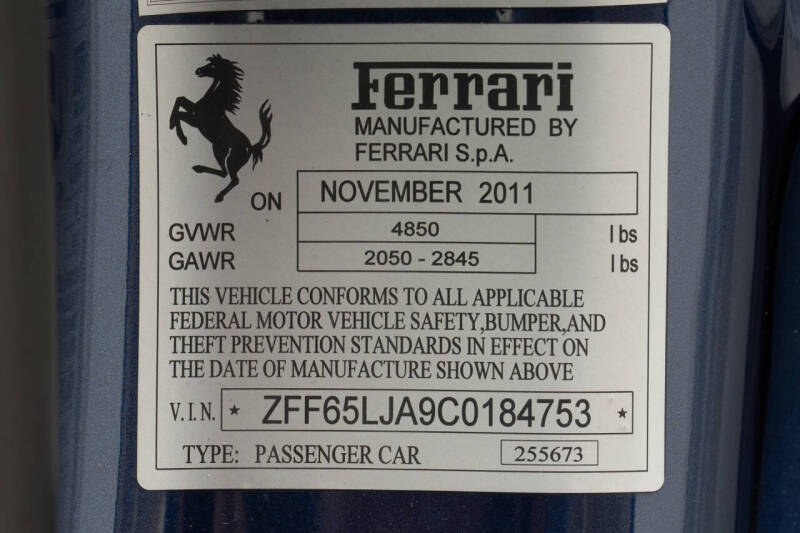 Ferrari
MANUFACTURED BY
FERRARI S.p.A.
ON NOVEMBER 2011
GVWR 4850 lbs
GAWR 2050 - 2845 lbs
THIS VEHICLE CONFORMS TO ALL APPLICABLE
FEDERAL MOTOR VEHICLE SAFETY,BUMPER,AND
THEFT PREVENTION STANDARDS IN EFFECT ON
THE DATE OF MANUFACTURE SHOWN ABOVE
V.I.N. * ZFF65LJA9C0184753 *
TYPE: PASSENGER CAR 255673